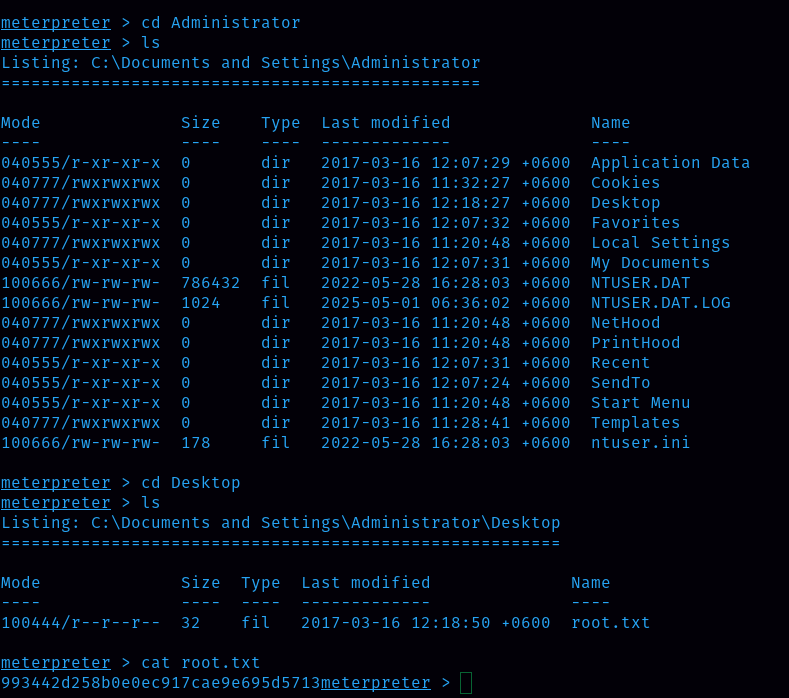 meterpreter > cd Administrator
meterpreter > ls
Listing: C:\Documents and Settings\Administrator
================================================
Mode              Size    Type  Last modified              Name
----              ----    ----  -------------              ----
040555/r-xr-xr-x  0       dir   2017-03-16 12:07:29 +0600  Application Data
040777/rwxrwxrwx  0       dir   2017-03-16 11:32:27 +0600  Cookies
040777/rwxrwxrwx  0       dir   2017-03-16 12:18:27 +0600  Desktop
040555/r-xr-xr-x  0       dir   2017-03-16 12:07:32 +0600  Favorites
040777/rwxrwxrwx  0       dir   2017-03-16 11:20:48 +0600  Local Settings
040555/r-xr-xr-x  0       dir   2017-03-16 12:07:31 +0600  My Documents
100666/rw-rw-rw-  786432  fil   2022-05-28 16:28:03 +0600  NTUSER.DAT
100666/rw-rw-rw-  1024    fil   2025-05-01 06:36:02 +0600  NTUSER.DAT.LOG
040777/rwxrwxrwx  0       dir   2017-03-16 11:20:48 +0600  NetHood
040777/rwxrwxrwx  0       dir   2017-03-16 11:20:48 +0600  PrintHood
040555/r-xr-xr-x  0       dir   2017-03-16 12:07:31 +0600  Recent
040555/r-xr-xr-x  0       dir   2017-03-16 12:07:24 +0600  SendTo
040555/r-xr-xr-x  0       dir   2017-03-16 11:20:48 +0600  Start Menu
040777/rwxrwxrwx  0       dir   2017-03-16 11:28:41 +0600  Templates
100666/rw-rw-rw-  178     fil   2022-05-28 16:28:03 +0600  ntuser.ini
meterpreter > cd Desktop
meterpreter > ls
Listing: C:\Documents and Settings\Administrator\Desktop
========================================================
Mode              Size  Type  Last modified              Name
----              ----  ----  -------------              ----
100444/r--r--r--  32    fil   2017-03-16 12:18:50 +0600  root.txt
meterpreter > cat root.txt
993442d258b0e0ec917cae9e695d5713meterpreter >